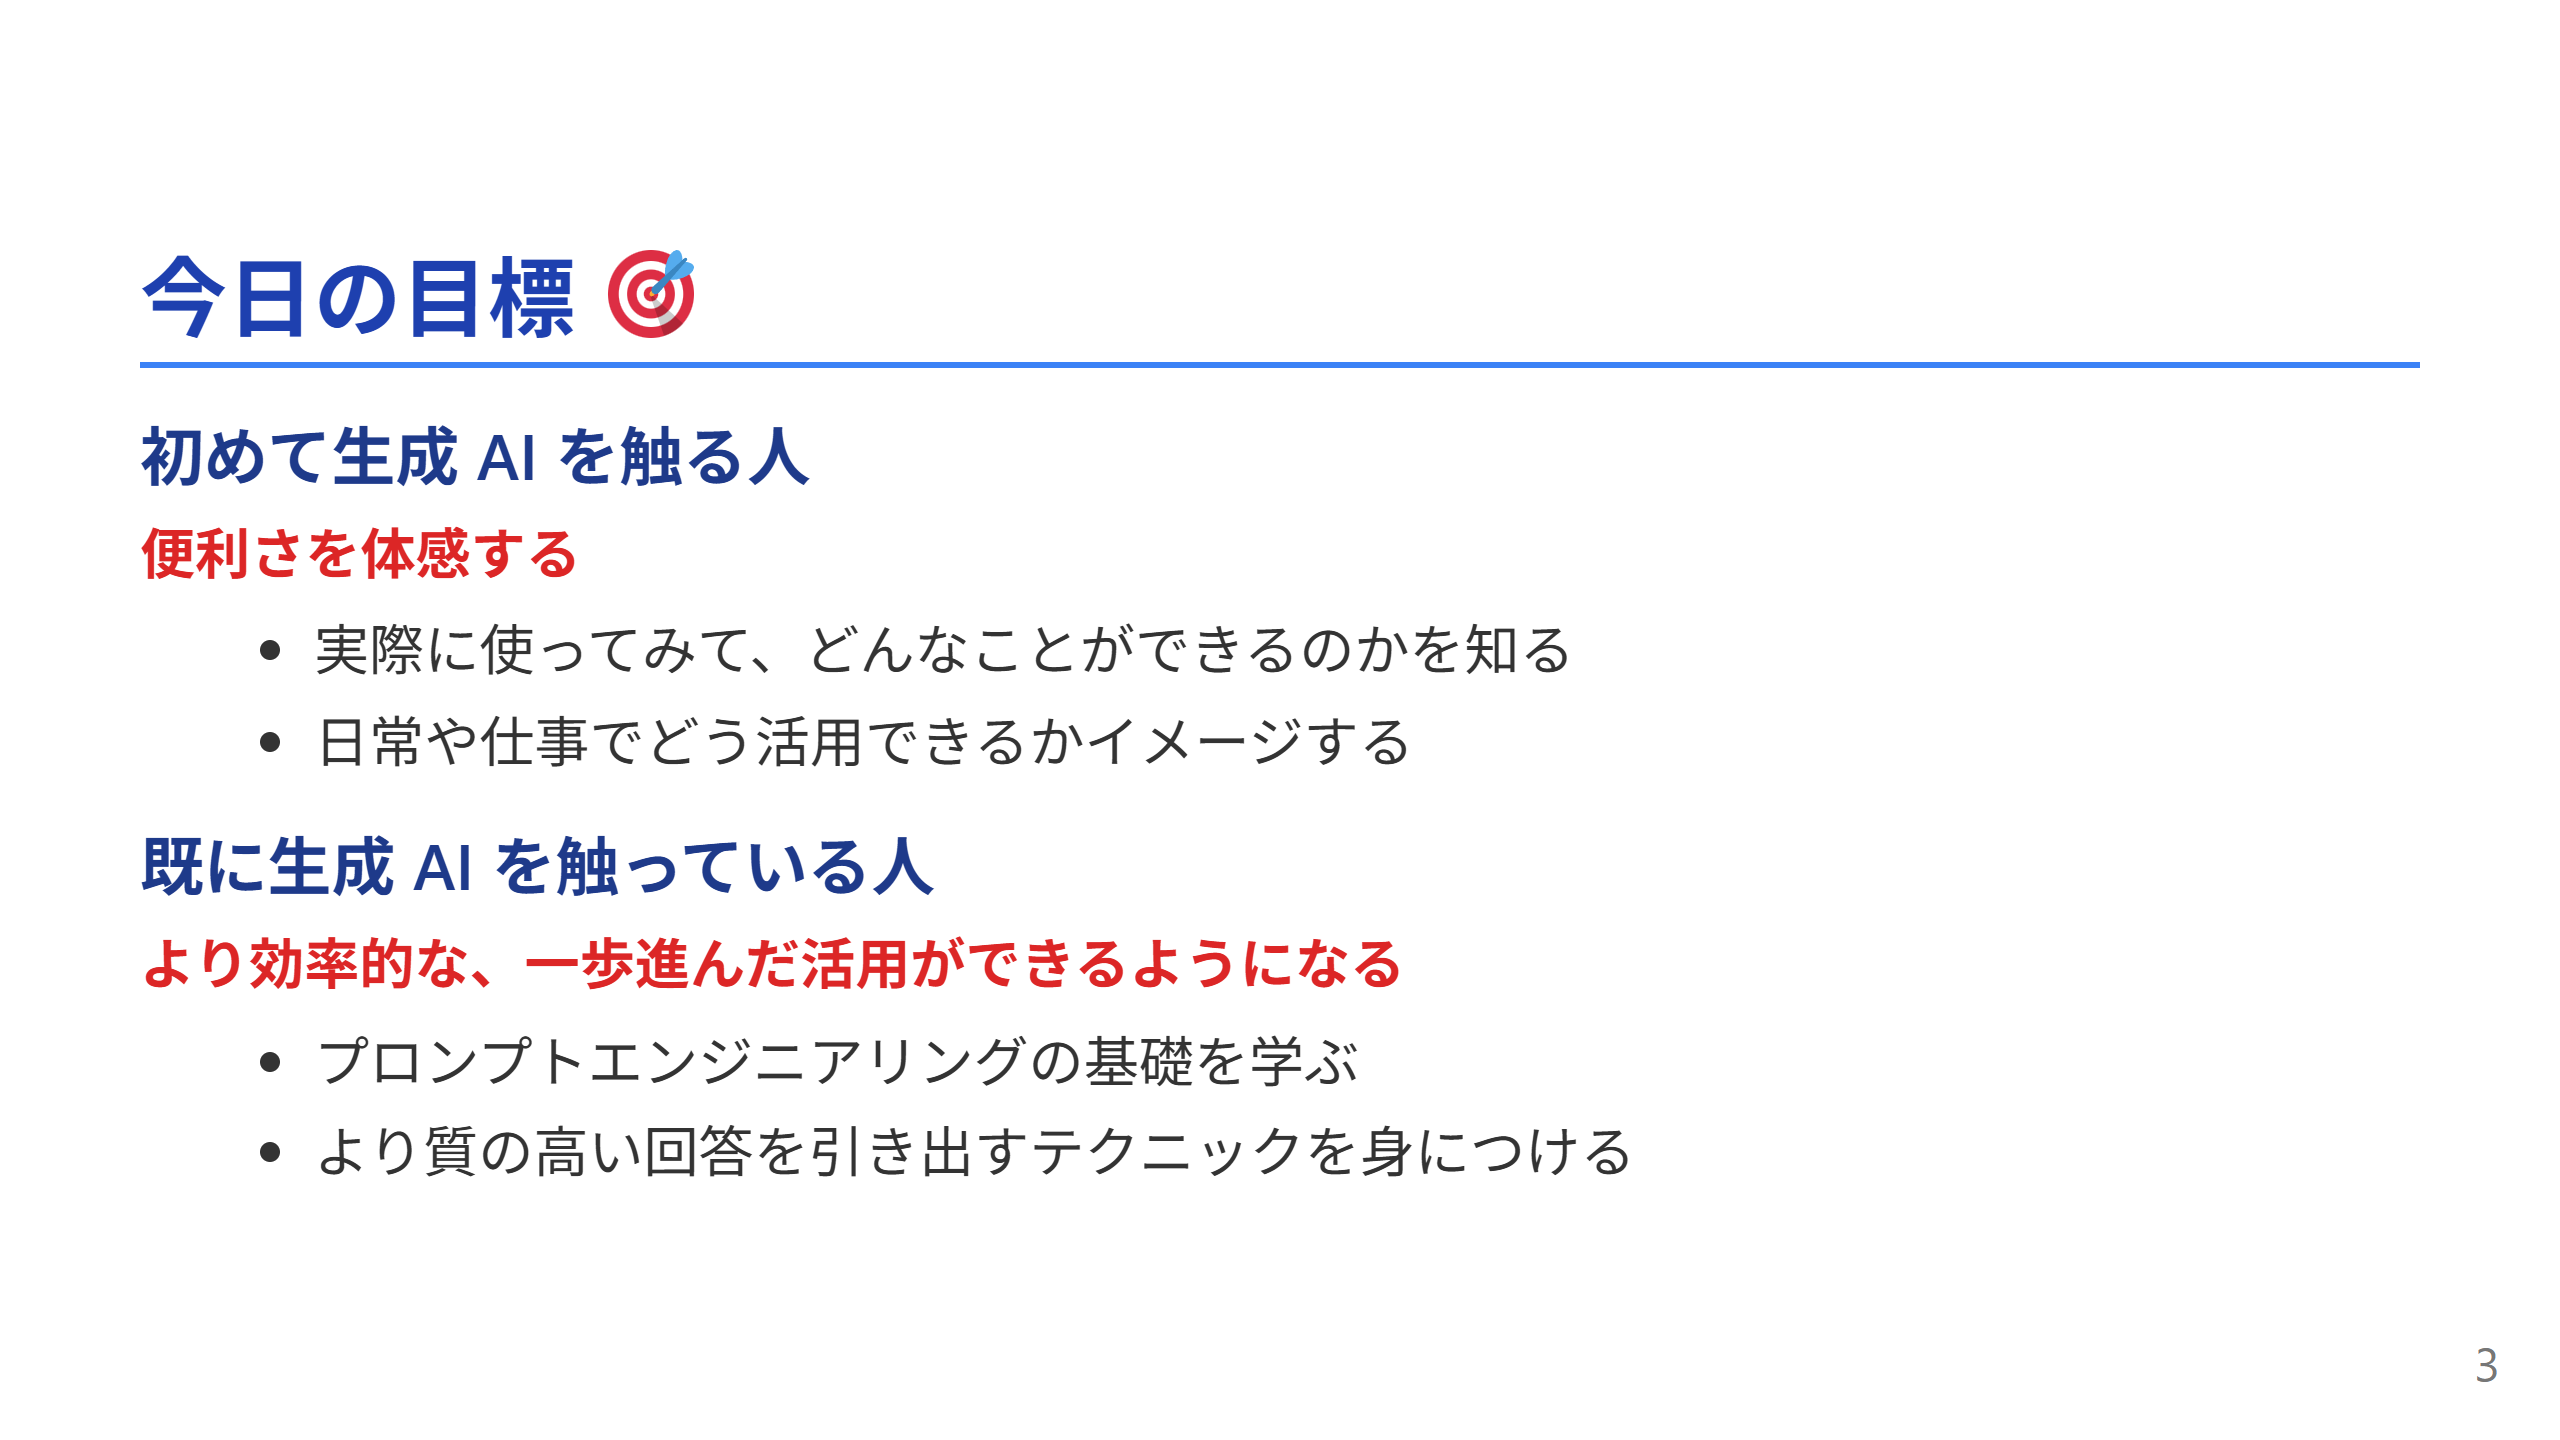 今日の目標 🎯
初めて生成 AI を触る人
便利さを体感する
• 実際に使ってみて、どんなことができるのかを知る
• 日常や仕事でどう活用できるかイメージする
既に生成 AI を触っている人
より効率的な、一歩進んだ活用ができるようになる
• プロンプトエンジニアリングの基礎を学ぶ
• より質の高い回答を引き出すテクニックを身につける
3